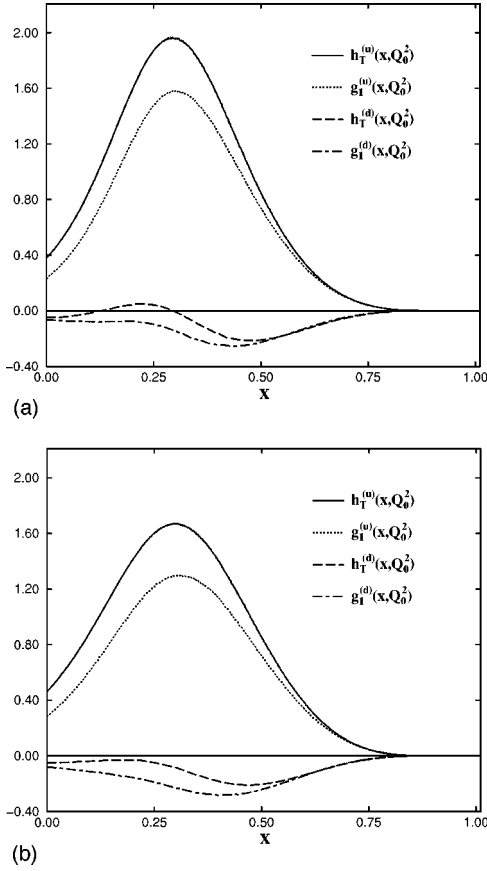 2.00
1.60
1.20
0.80
0.40
0.00
−0.40
h_T^(u)(x,Q_0^2)
g_1^(u)(x,Q_0^2)
h_T^(d)(x,Q_0^2)
g_1^(d)(x,Q_0^2)
0.00 0.25 0.50 0.75 1.00
x
(a)
2.00
1.60
1.20
0.80
0.40
0.00
−0.40
h_T^(u)(x,Q_0^2)
g_1^(u)(x,Q_0^2)
h_T^(d)(x,Q_0^2)
g_1^(d)(x,Q_0^2)
0.00 0.25 0.50 0.75 1.00
x
(b)